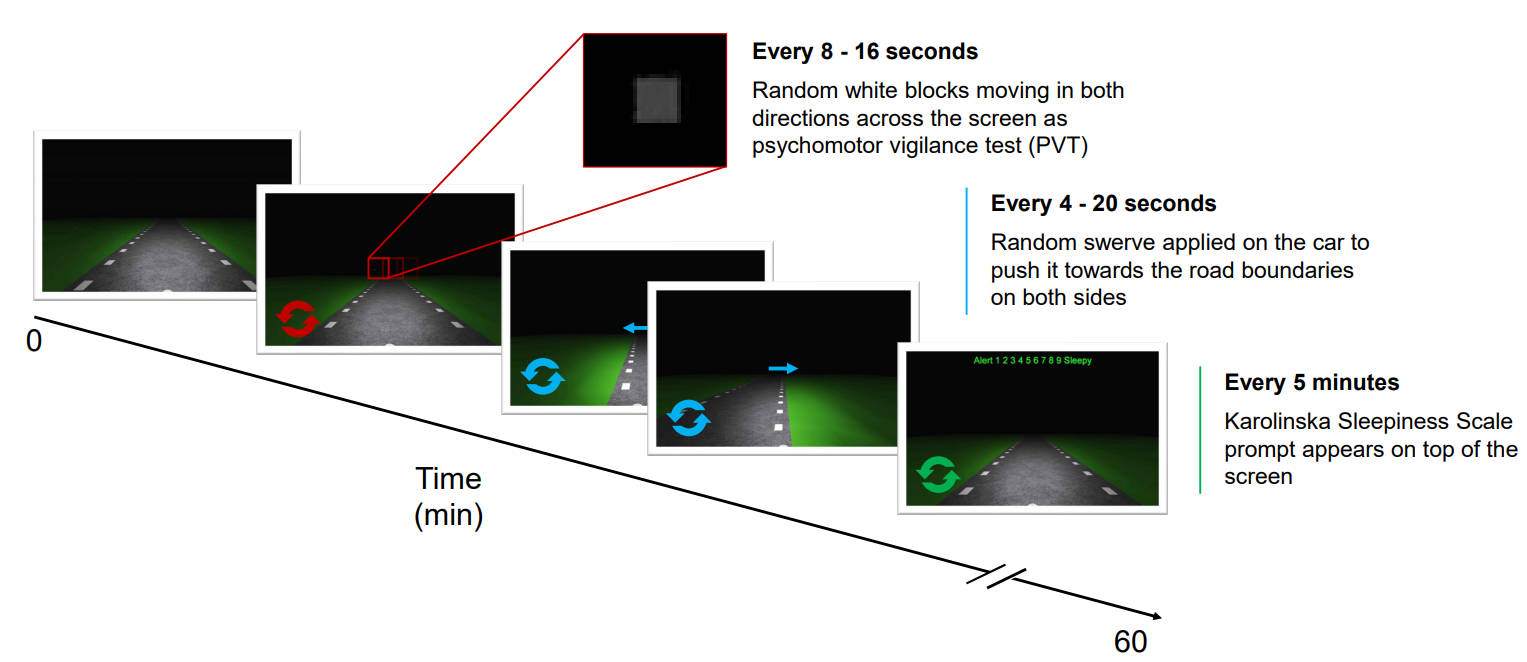 Every 8 - 16 seconds
Random white blocks moving in both
directions across the screen as
psychomotor vigilance test (PVT)
Every 4 - 20 seconds
Random swerve applied on the car to
push it towards the road boundaries
on both sides
Alert 1 2 3 4 5 6 7 8 9 Sleepy
Every 5 minutes
Karolinska Sleepiness Scale
prompt appears on top of the
screen
0
Time
(min)
60